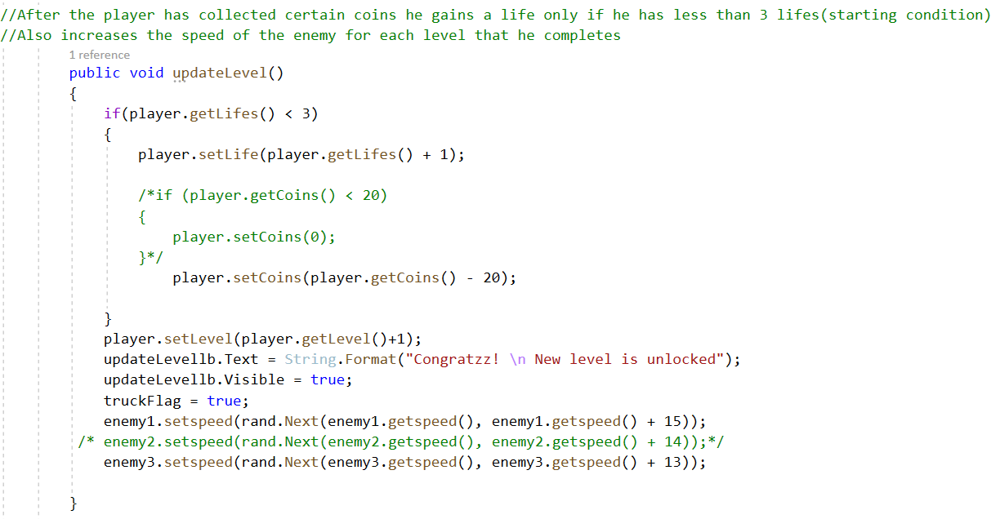 //After the player has collected certain coins he gains a life only if he has less than 3 lifes(starting condition)
//Also increases the speed of the enemy for each level that he completes
1 reference
public void updateLevel()
{
if(player.getLifes() < 3)
{
player.setLife(player.getLifes() + 1);
/*if (player.getCoins() < 20)
{
player.setCoins(0);
}*/
player.setCoins(player.getCoins() - 20);
}
player.setLevel(player.getLevel()+1);
updateLevellb.Text = String.Format("Congratzz! \n New level is unlocked");
updateLevellb.Visible = true;
truckFlag = true;
enemy1.setspeed(rand.Next(enemy1.getspeed(), enemy1.getspeed() + 15));
/* enemy2.setspeed(rand.Next(enemy2.getspeed(), enemy2.getspeed() + 14));*/
enemy3.setspeed(rand.Next(enemy3.getspeed(), enemy3.getspeed() + 13));
}